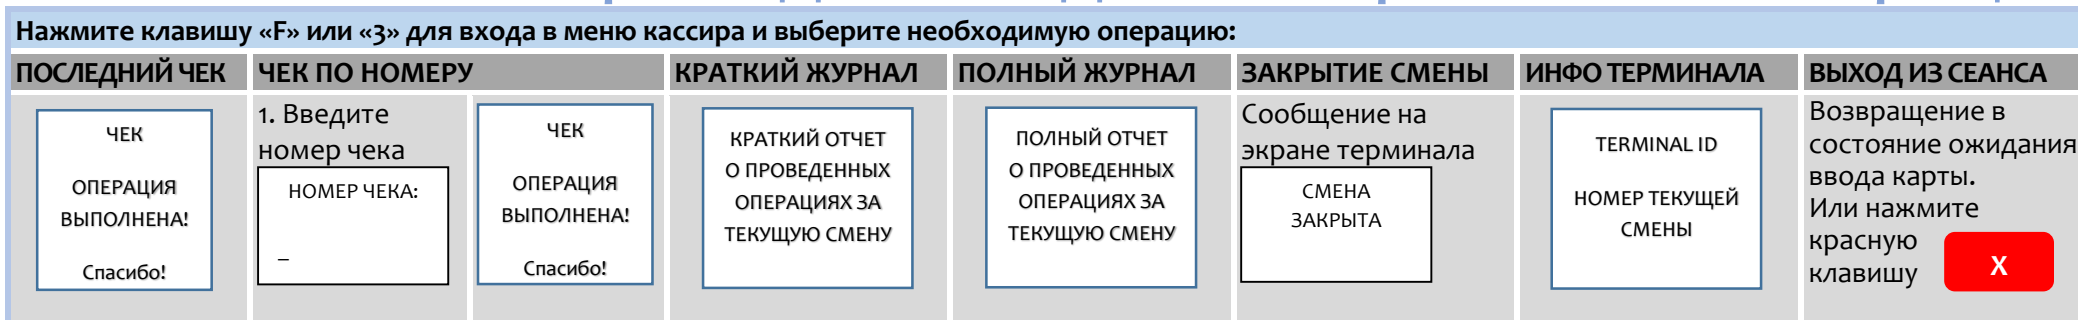 Нажмите клавишу «F» или «3» для входа в меню кассира и выберите необходимую операцию:
ПОСЛЕДНИЙ ЧЕК
ЧЕК
ОПЕРАЦИЯ
ВЫПОЛНЕНА!
Спасибо!
ЧЕК ПО НОМЕРУ
1. Введите
номер чека
НОМЕР ЧЕКА:
_
ЧЕК
ОПЕРАЦИЯ
ВЫПОЛНЕНА!
Спасибо!
КРАТКИЙ ЖУРНАЛ
КРАТКИЙ ОТЧЕТ
О ПРОВЕДЕННЫХ
ОПЕРАЦИЯХ ЗА
ТЕКУЩУЮ СМЕНУ
ПОЛНЫЙ ЖУРНАЛ
ПОЛНЫЙ ОТЧЕТ
О ПРОВЕДЕННЫХ
ОПЕРАЦИЯХ ЗА
ТЕКУЩУЮ СМЕНУ
ЗАКРЫТИЕ СМЕНЫ
Сообщение на
экране терминала
СМЕНА
ЗАКРЫТА
ИНФО ТЕРМИНАЛА
TERMINAL ID
НОМЕР ТЕКУЩЕЙ
СМЕНЫ
ВЫХОД ИЗ СЕАНСА
Возвращение в
состояние ожидания
ввода карты.
Или нажмите
красную
клавишу
X